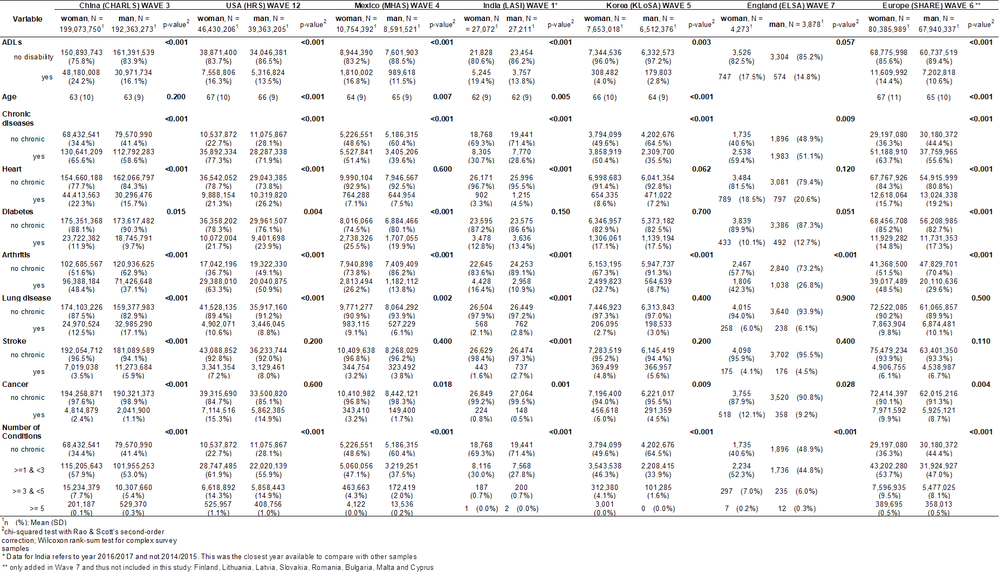 China (CHARLS) WAVE 3 USA (HRS) WAVE 12 Mexico (MHAS) WAVE 4 India (LASI) WAVE 1* Korea (KLoSA) WAVE 5 England (ELSA) WAVE 7 Europe (SHARE) WAVE 6 **
Variable woman, N = 199,073,750¹ man, N = 192,363,273¹ p-value² woman, N = 46,430,206¹ man, N = 39,363,205¹ p-value² woman, N = 10,754,392¹ man, N = 8,591,521¹ p-value² woman, N = 27,072¹ man, N = 27,211¹ p-value² woman, N = 7,653,018¹ man, N = 6,512,376¹ p-value² woman, N = 4,273¹ man, N = 3,878¹ p-value² woman, N = 80,385,989¹ man, N = 67,940,337¹ p-value²
ADLs <0.001 <0.001 <0.001 <0.001 0.003 0.057 <0.001
no disability 150,893,743 (75.8%) 161,391,539 (83.9%) 38,871,400 (83.7%) 34,046,381 (86.5%) 8,944,390 (83.2%) 7,601,903 (88.5%) 21,828 (80.6%) 23,454 (86.2%) 7,344,536 (96.0%) 6,332,573 (97.2%) 3,526 (82.5%) 3,304 (85.2%) 68,775,998 (85.6%) 60,737,519 (89.4%)
yes 48,180,008 (24.2%) 30,971,734 (16.1%) 7,558,806 (16.3%) 5,316,824 (13.5%) 1,810,002 (16.8%) 989,618 (11.5%) 5,245 (19.4%) 3,757 (13.8%) 308,482 (4.0%) 179,803 (2.8%) 747 (17.5%) 574 (14.8%) 11,609,992 (14.4%) 7,202,818 (10.6%)
Age 63 (10) 63 (9) 0.200 67 (10) 66 (9) <0.001 64 (9) 65 (9) 0.007 62 (9) 62 (9) 0.005 66 (10) 64 (9) <0.001 67 (11) 65 (10) <0.001
Chronic diseases <0.001 <0.001 <0.001 <0.001 <0.001 0.009 <0.001
no chronic 68,432,541 (34.4%) 79,570,990 (41.4%) 10,537,872 (22.7%) 11,075,867 (28.1%) 5,226,551 (48.6%) 5,186,315 (60.4%) 18,768 (69.3%) 19,441 (71.4%) 3,794,099 (49.6%) 4,202,676 (64.5%) 1,735 (40.6%) 1,896 (48.9%) 29,197,080 (36.3%) 30,180,372 (44.4%)
yes 130,641,209 (65.6%) 112,792,283 (58.6%) 35,892,334 (77.3%) 28,287,338 (71.9%) 5,527,841 (51.4%) 3,405,206 (39.6%) 8,305 (30.7%) 7,770 (28.6%) 3,858,919 (50.4%) 2,309,700 (35.5%) 2,538 (59.4%) 1,983 (51.1%) 51,188,910 (63.7%) 37,759,965 (55.6%)
Heart <0.001 <0.001 0.600 <0.001 0.062 0.120 <0.001
no chronic 154,660,188 (77.7%) 162,066,797 (84.3%) 36,542,052 (78.7%) 29,043,385 (73.8%) 9,990,104 (92.9%) 7,946,567 (92.5%) 26,171 (96.7%) 25,996 (95.5%) 6,998,683 (91.4%) 6,041,354 (92.8%) 3,484 (81.5%) 3,081 (79.4%) 67,767,926 (84.3%) 54,915,999 (80.8%)
yes 44,413,563 (22.3%) 30,296,476 (15.7%) 9,888,154 (21.3%) 10,319,820 (26.2%) 764,288 (7.1%) 644,954 (7.5%) 902 (3.3%) 1,215 (4.5%) 654,335 (8.6%) 471,022 (7.2%) 789 (18.5%) 797 (20.6%) 12,618,064 (15.7%) 13,024,338 (19.2%)
Diabetes 0.015 0.004 <0.001 0.150 0.700 0.051 <0.001
no chronic 175,351,368 (88.1%) 173,617,482 (90.3%) 36,358,202 (78.3%) 29,961,507 (76.1%) 8,016,066 (74.5%) 6,884,466 (80.1%) 23,595 (87.2%) 23,575 (86.6%) 6,346,957 (82.9%) 5,373,182 (82.5%) 3,839 (89.9%) 3,386 (87.3%) 68,456,708 (85.2%) 56,208,985 (82.7%)
yes 23,722,382 (11.9%) 18,745,791 (9.7%) 10,072,004 (21.7%) 9,401,698 (23.9%) 2,738,326 (25.5%) 1,707,055 (19.9%) 3,478 (12.8%) 3,636 (13.4%) 1,306,061 (17.1%) 1,139,194 (17.5%) 433 (10.1%) 492 (12.7%) 11,929,282 (14.8%) 11,731,353 (17.3%)
Arthritis <0.001 <0.001 <0.001 <0.001 <0.001 <0.001 <0.001
no chronic 102,685,567 (51.6%) 120,936,625 (62.9%) 17,042,196 (36.7%) 19,322,330 (49.1%) 7,940,898 (73.8%) 7,409,409 (86.2%) 22,645 (83.6%) 24,253 (89.1%) 5,153,195 (67.3%) 5,947,737 (91.3%) 2,467 (57.7%) 2,840 (73.2%) 41,368,500 (51.5%) 47,829,701 (70.4%)
yes 96,388,184 (48.4%) 71,426,648 (37.1%) 29,388,010 (63.3%) 20,040,875 (50.9%) 2,813,494 (26.2%) 1,182,112 (13.8%) 4,428 (16.4%) 2,958 (10.9%) 2,499,823 (32.7%) 564,639 (8.7%) 1,806 (42.3%) 1,038 (26.8%) 39,017,489 (48.5%) 20,110,636 (29.6%)
Lung disease <0.001 <0.001 0.002 <0.001 0.400 0.900 0.500
no chronic 174,103,226 (87.5%) 159,377,983 (82.9%) 41,528,135 (89.4%) 35,917,160 (91.2%) 9,771,277 (90.9%) 8,064,292 (93.9%) 26,504 (97.9%) 26,449 (97.2%) 7,446,923 (97.3%) 6,313,843 (97.0%) 4,015 (94.0%) 3,640 (93.9%) 72,522,085 (90.2%) 61,065,857 (89.9%)
yes 24,970,524 (12.5%) 32,985,290 (17.1%) 4,902,071 (10.6%) 3,446,045 (8.8%) 983,115 (9.1%) 527,229 (6.1%) 568 (2.1%) 762 (2.8%) 206,095 (2.7%) 198,533 (3.0%) 258 (6.0%) 238 (6.1%) 7,863,904 (9.8%) 6,874,481 (10.1%)
Stroke <0.001 0.200 0.400 <0.001 0.200 0.400 0.110
no chronic 192,054,712 (96.5%) 181,089,589 (94.1%) 43,088,852 (92.8%) 36,233,744 (92.0%) 10,409,638 (96.8%) 8,268,029 (96.2%) 26,629 (98.4%) 26,474 (97.3%) 7,283,519 (95.2%) 6,145,419 (94.4%) 4,098 (95.9%) 3,702 (95.5%) 75,479,234 (93.9%) 63,401,350 (93.3%)
yes 7,019,038 (3.5%) 11,273,684 (5.9%) 3,341,354 (7.2%) 3,129,461 (8.0%) 344,754 (3.2%) 323,492 (3.8%) 443 (1.6%) 737 (2.7%) 369,499 (4.8%) 366,957 (5.6%) 175 (4.1%) 176 (4.5%) 4,906,755 (6.1%) 4,538,987 (6.7%)
Cancer <0.001 0.600 0.018 0.001 0.009 0.028 0.004
no chronic 194,258,871 (97.6%) 190,321,373 (98.9%) 39,315,690 (84.7%) 33,500,820 (85.1%) 10,410,982 (96.8%) 8,442,121 (98.3%) 26,849 (99.2%) 27,064 (99.5%) 7,196,400 (94.0%) 6,221,017 (95.5%) 3,755 (87.9%) 3,520 (90.8%) 72,414,397 (90.1%) 62,015,216 (91.3%)
yes 4,814,879 (2.4%) 2,041,900 (1.1%) 7,114,516 (15.3%) 5,862,385 (14.9%) 343,410 (3.2%) 149,400 (1.7%) 224 (0.8%) 148 (0.5%) 456,618 (6.0%) 291,359 (4.5%) 518 (12.1%) 358 (9.2%) 7,971,592 (9.9%) 5,925,121 (8.7%)
Number of Conditions <0.001 <0.001 <0.001 <0.001 <0.001 <0.001 <0.001
no chronic 68,432,541 (34.4%) 79,570,990 (41.4%) 10,537,872 (22.7%) 11,075,867 (28.1%) 5,226,551 (48.6%) 5,186,315 (60.4%) 18,768 (69.3%) 19,441 (71.4%) 3,794,099 (49.6%) 4,202,676 (64.5%) 1,735 (40.6%) 1,896 (48.9%) 29,197,080 (36.3%) 30,180,372 (44.4%)
>=1 & <3 115,205,643 (57.9%) 101,955,253 (53.0%) 28,747,485 (61.9%) 22,020,139 (55.9%) 5,060,056 (47.1%) 3,219,251 (37.5%) 8,116 (30.0%) 7,568 (27.8%) 3,543,538 (46.3%) 2,208,415 (33.9%) 2,234 (52.3%) 1,736 (44.8%) 43,202,280 (53.7%) 31,924,927 (47.0%)
>= 3 & <5 15,234,379 (7.7%) 10,307,660 (5.4%) 6,618,892 (14.3%) 5,858,443 (14.9%) 463,663 (4.3%) 172,419 (2.0%) 187 (0.7%) 200 (0.7%) 312,380 (4.1%) 101,285 (1.6%) 297 (7.0%) 235 (6.0%) 7,596,935 (9.5%) 5,477,025 (8.1%)
>= 5 201,187 (0.1%) 529,370 (0.3%) 525,957 (1.1%) 408,756 (1.0%) 4,122 (0.0%) 13,536 (0.2%) 1 (0.0%) 2 (0.0%) 3,001 (0.0%) 0 (0.0%) 7 (0.2%) 12 (0.3%) 389,695 (0.5%) 358,013 (0.5%)
¹n (%); Mean (SD)
²chi-squared test with Rao & Scott's second-order
correction; Wilcoxon rank-sum test for complex survey
samples
* Data for India refers to year 2016/2017 and not 2014/2015. This was the closest year available to compare with other samples
** only added in Wave 7 and thus not included in this study: Finland, Lithuania, Latvia, Slovakia, Romania, Bulgaria, Malta and Cyprus